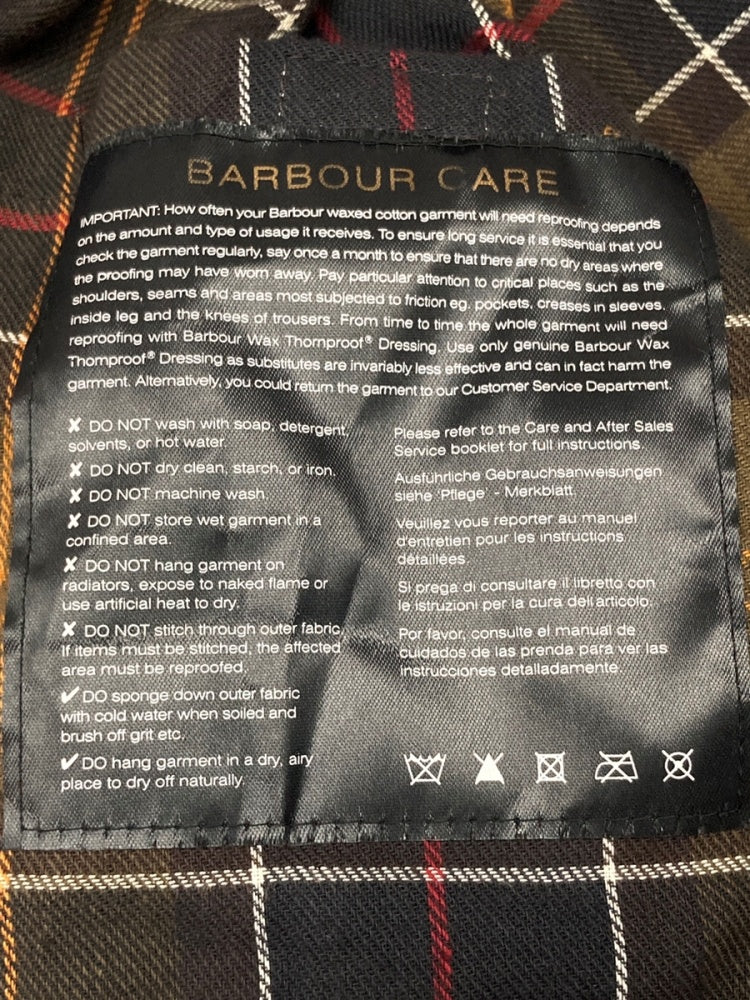 BARBOUR CARE
IMPORTANT: How often your Barbour waxed cotton garment will need reproofing depends
on the amount and type of usage it receives. To ensure long service it is essential that you
check the garment regularly, say once a month to ensure that there are no dry areas where
the proofing may have worn away. Pay particular attention to critical places such as the
shoulders, seams and areas most subjected to friction eg. pockets, creases in sleeves,
inside leg and the knees of trousers. From time to time the whole garment will need
reproofing with Barbour Wax Thornproof® Dressing. Use only genuine Barbour Wax
Thornproof® Dressing as substitutes are invariably less effective and can in fact harm the
garment. Alternatively, you could return the garment to our Customer Service Department.
✘ DO NOT wash with soap, detergent,
solvents, or hot water.
✘ DO NOT dry clean, starch, or iron.
✘ DO NOT machine wash.
✘ DO NOT store wet garment in a
confined area.
✘ DO NOT hang garment on
radiators, expose to naked flame or
use artificial heat to dry.
✘ DO NOT stitch through outer fabric.
If items must be stitched, the affected
area must be reproofed.
✔ DO sponge down outer fabric
with cold water when soiled and
brush off grit etc.
✔ DO hang garment in a dry, airy
place to dry off naturally.
Please refer to the Care and After Sales
Service booklet for full instructions.
Ausführliche Gebrauchsanweisungen
siehe 'Pflege' - Merkblatt.
Veuillez vous reporter au manuel
d'entretien pour les instructions
détaillées.
Si prega di consultare il libretto con
le istruzioni per la cura dell'articolo.
Por favor, consulte el manual de
cuidados de las prenda para ver las
instrucciones detalladamente.